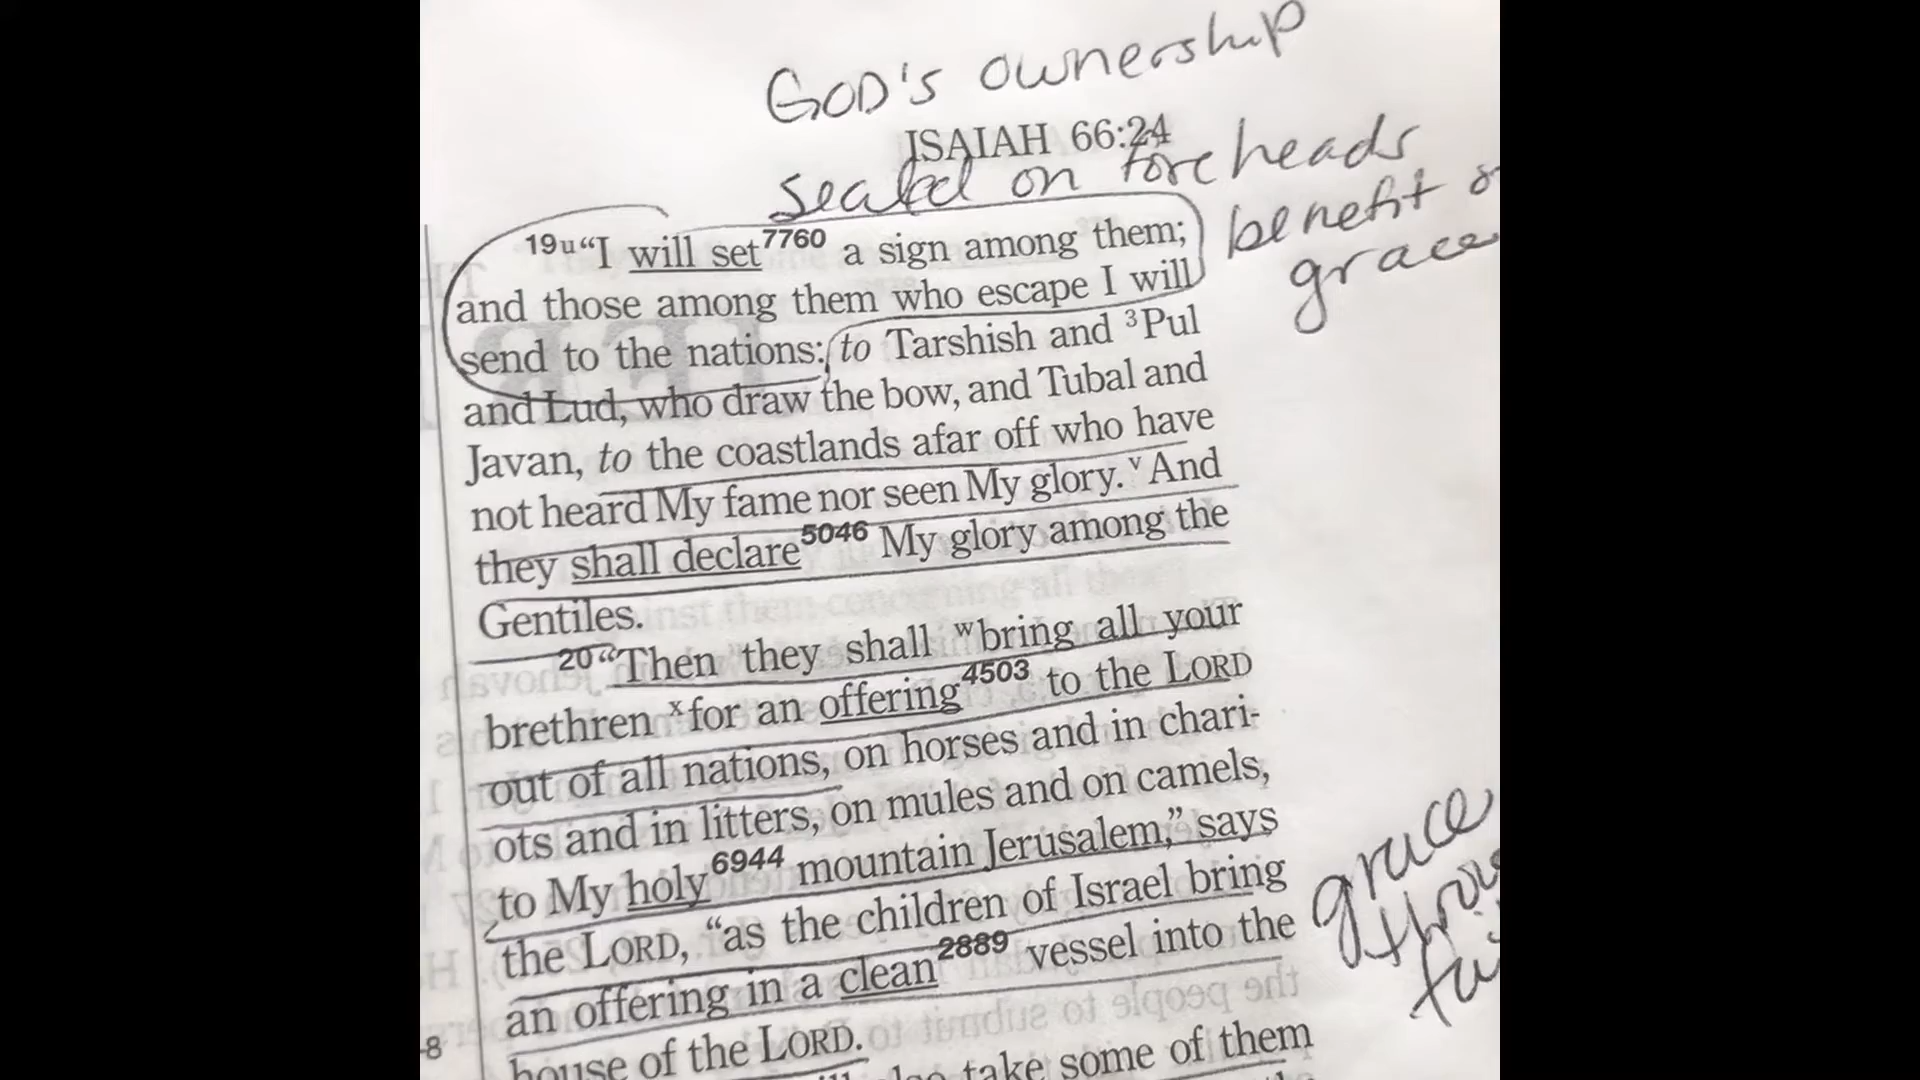 GOD'S ownership
ISAIAH 66:24
Sealed on foreheads
benefit
grace
19u“I will set7760 a sign among them;
and those among them who escape I will
send to the nations: to Tarshish and 3Pul
and Lud, who draw the bow, and Tubal and
Javan, to the coastlands afar off who have
not heard My fame nor seen My glory. vAnd
they shall declare5046 My glory among the
Gentiles.
20“Then they shall wbring all your
brethren xfor an offering4503 to the LORD
out of all nations, on horses and in chari-
ots and in litters, on mules and on camels,
to My holy6944 mountain Jerusalem,” says
the LORD, “as the children of Israel bring
an offering in a clean2889 vessel into the
house of the LORD.
take some of them
grace
-8